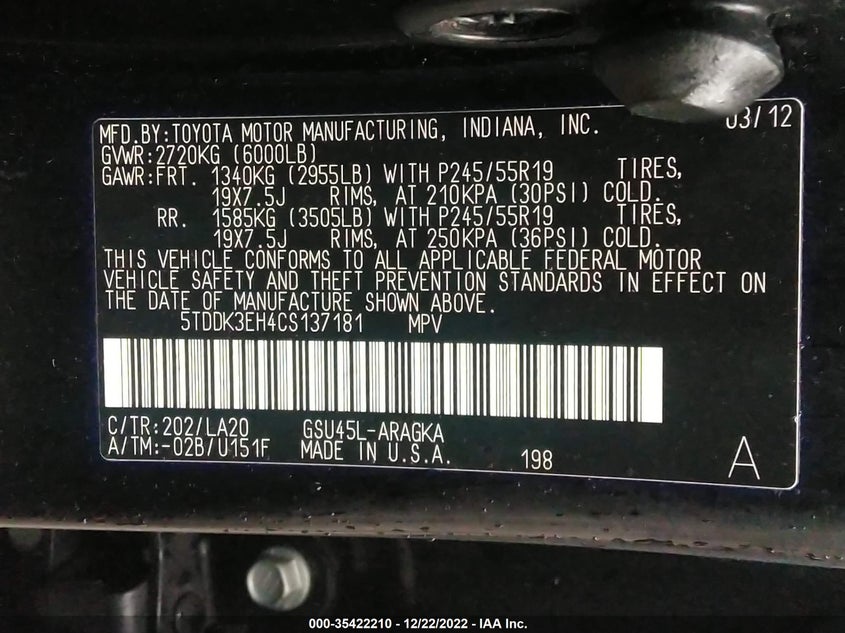 03/12
MFD.BY:TOYOTA MOTOR MANUFACTURING, INDIANA, INC.
GVWR:2720KG (6000LB)
GAWR:FRT. 1340KG (2955LB) WITH P245/55R19 TIRES,
19X7.5J RIMS, AT 210KPA (30PSI) COLD.
RR. 1585KG (3505LB) WITH P245/55R19 TIRES,
19X7.5J RIMS, AT 250KPA (36PSI) COLD.
THIS VEHICLE CONFORMS TO ALL APPLICABLE FEDERAL MOTOR
VEHICLE SAFETY AND THEFT PREVENTION STANDARDS IN EFFECT ON
THE DATE OF MANUFACTURE SHOWN ABOVE.
5TDDK3EH4CS137181 MPV
C/TR:202/LA20 GSU45L-ARAGKA
A/TM:-02B/U151F MADE IN U.S.A. 198 A
000-35422210 - 12/22/2022 - IAA Inc.